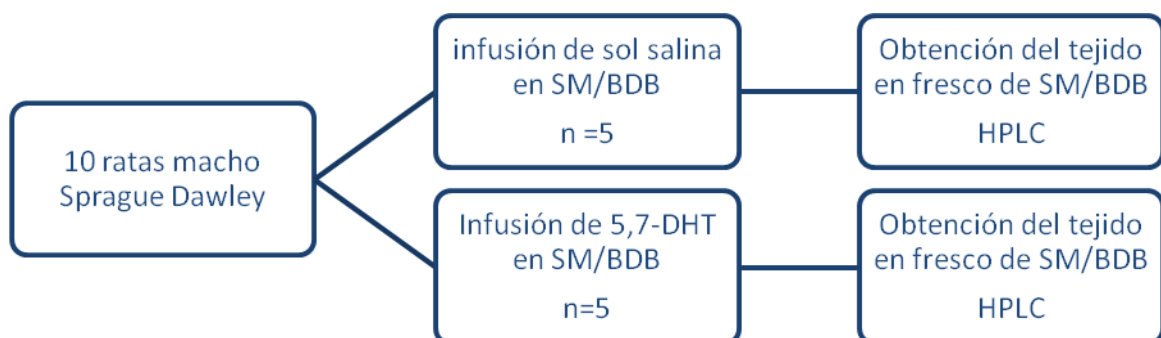 10 ratas macho
Sprague Dawley
infusión de sol salina
en SM/BDB
n =5
Obtención del tejido
en fresco de SM/BDB
HPLC
Infusión de 5,7-DHT
en SM/BDB
n=5
Obtención del tejido
en fresco de SM/BDB
HPLC